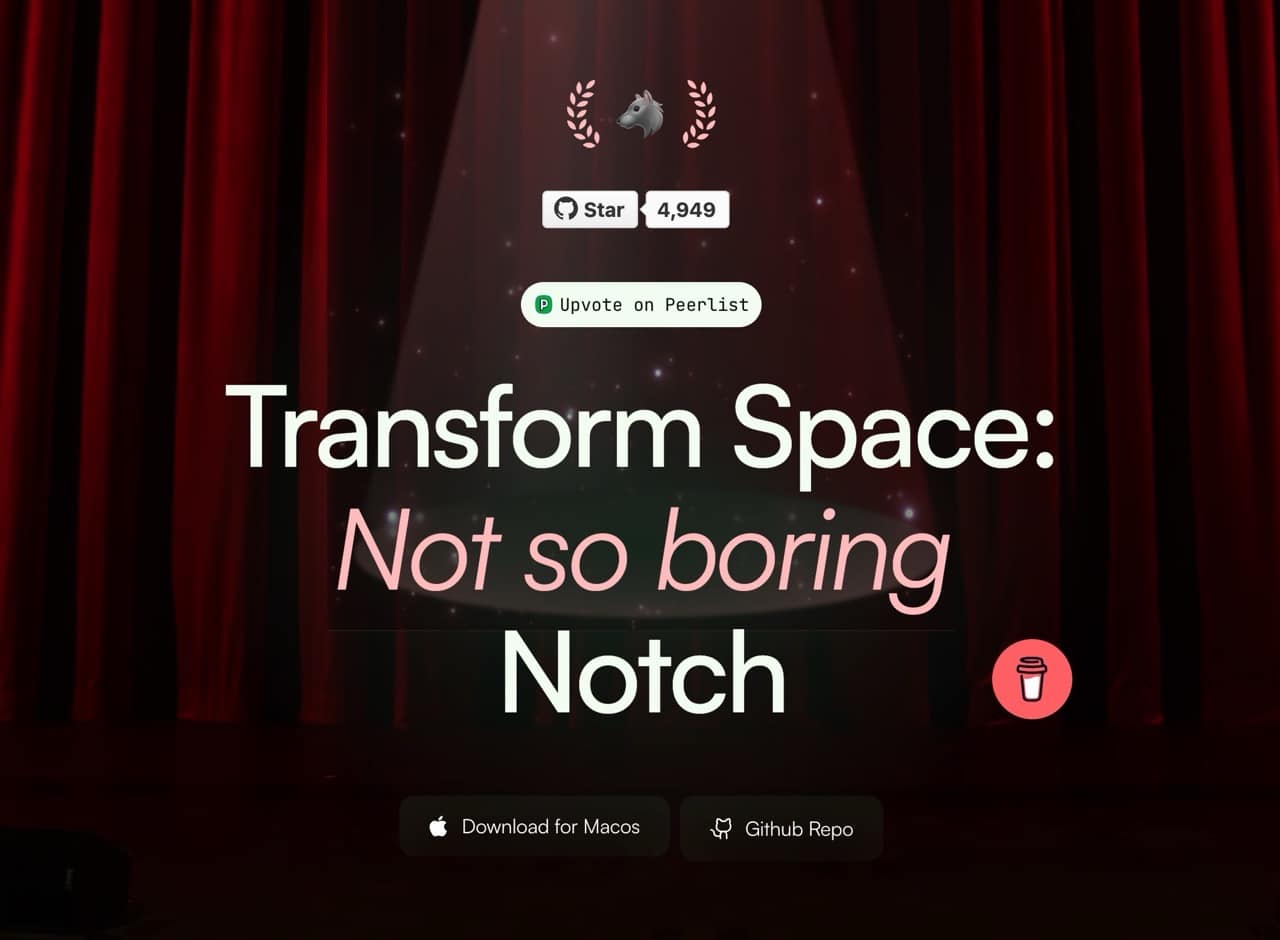 Star 4,949
P Upvote on Peerlist
Transform Space:
Not so boring
Notch
Download for Macos Github Repo